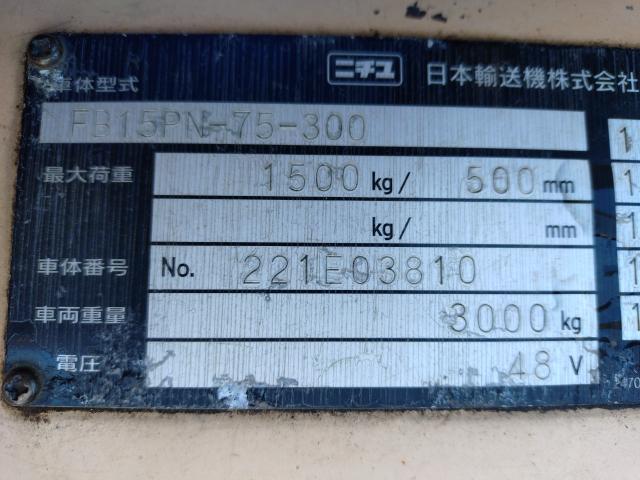 ニチユ 日本輸送機株式会社
車体型式
FB15PN-75-300
最大荷重 1500 kg/ 500 mm
kg/ mm
車体番号 No. 221E03810
車両重量 3000 kg
電圧 48 V